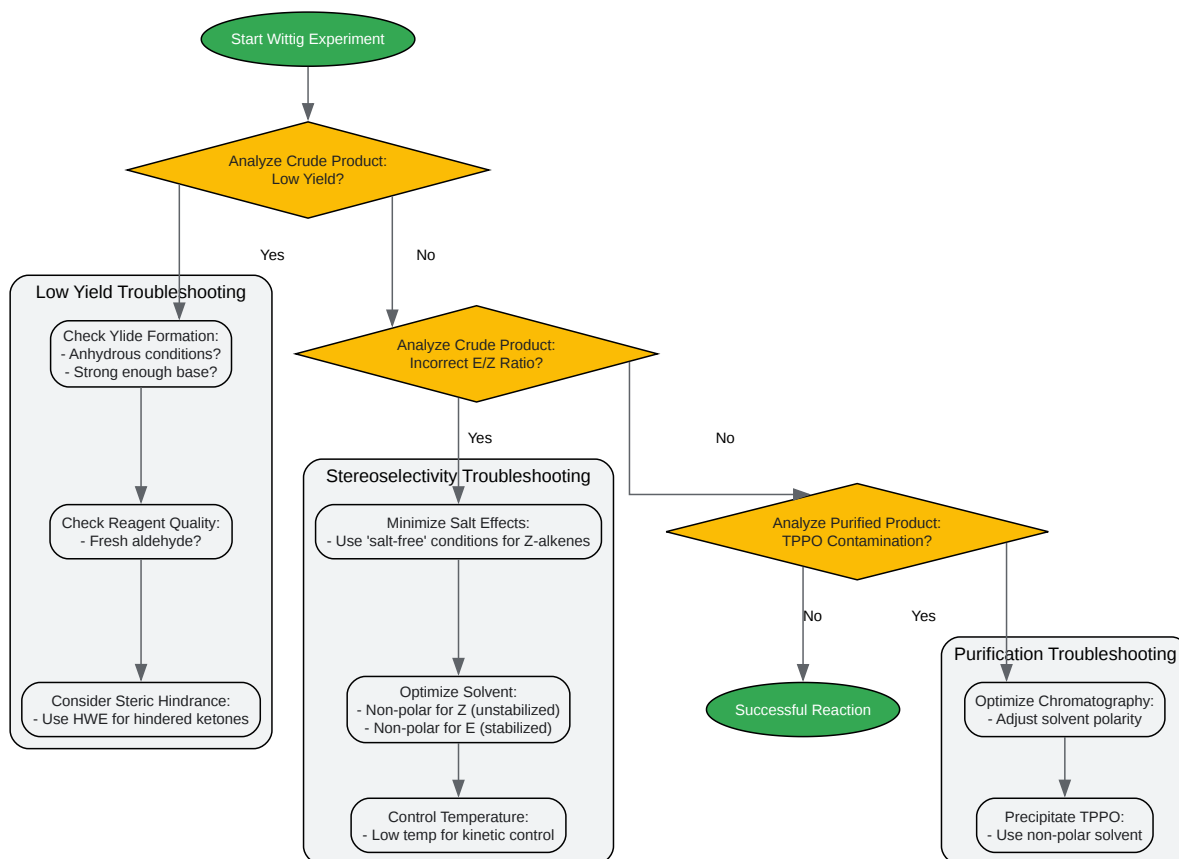 Start Wittig Experiment
Analyze Crude Product:
Low Yield?
Yes
No
Low Yield Troubleshooting
Check Ylide Formation:
- Anhydrous conditions?
- Strong enough base?
Check Reagent Quality:
- Fresh aldehyde?
Consider Steric Hindrance:
- Use HWE for hindered ketones
Analyze Crude Product:
Incorrect E/Z Ratio?
Yes
No
Stereoselectivity Troubleshooting
Minimize Salt Effects:
- Use 'salt-free' conditions for Z-alkenes
Optimize Solvent:
- Non-polar for Z (unstabilized)
- Non-polar for E (stabilized)
Control Temperature:
- Low temp for kinetic control
Analyze Purified Product:
TPPO Contamination?
No
Yes
Successful Reaction
Purification Troubleshooting
Optimize Chromatography:
- Adjust solvent polarity
Precipitate TPPO:
- Use non-polar solvent